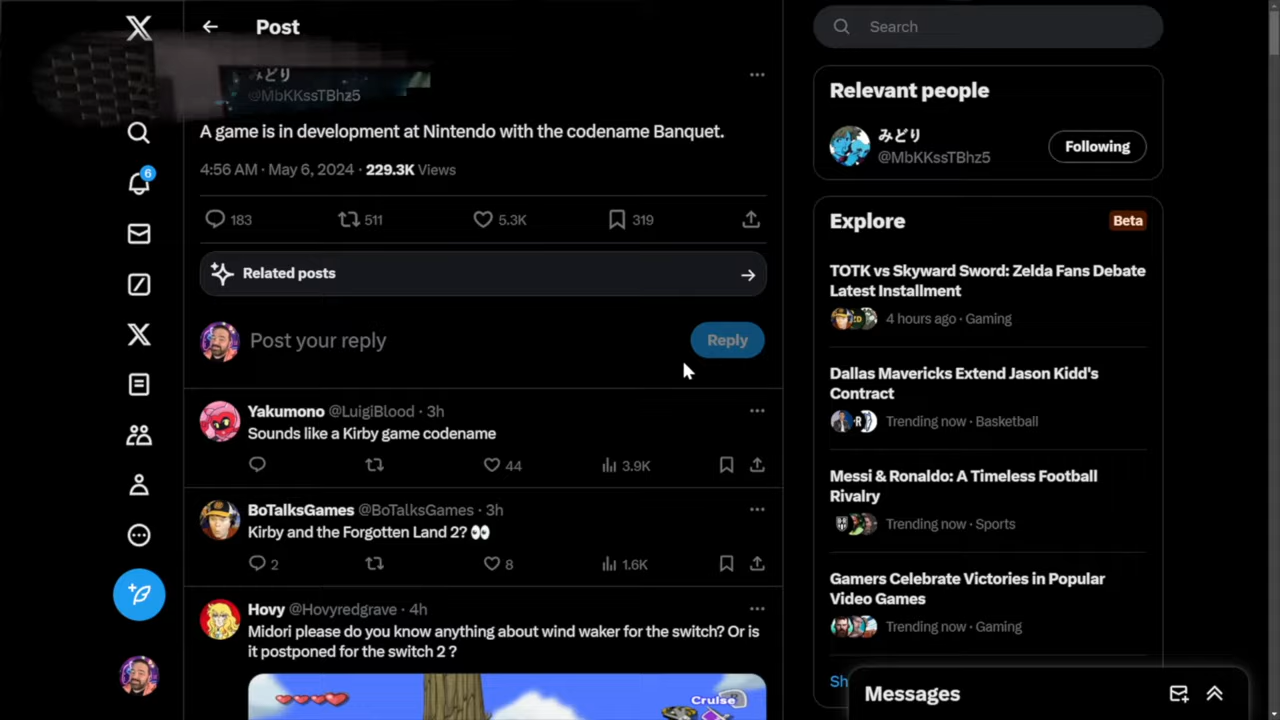 Post
Search
みどり
@MbKKssTBhz5
A game is in development at Nintendo with the codename Banquet.
4:56 AM · May 6, 2024 · 229.3K Views
183 511 5.3K 319
Related posts
Post your reply
Reply
Yakumono @LuigiBlood · 3h
Sounds like a Kirby game codename
44 3.9K
BoTalksGames @BoTalksGames · 3h
Kirby and the Forgotten Land 2? 👀
2 8 1.6K
Hovy @Hovyredgrave · 4h
Midori please do you know anything about wind waker for the switch? Or is
it postponed for the switch 2 ?
Cruise
6
Relevant people
みどり
@MbKKssTBhz5
Following
Explore
Beta
TOTK vs Skyward Sword: Zelda Fans Debate
Latest Installment
4 hours ago · Gaming
Dallas Mavericks Extend Jason Kidd's
Contract
Trending now · Basketball
Messi & Ronaldo: A Timeless Football
Rivalry
Trending now · Sports
Gamers Celebrate Victories in Popular
Video Games
Trending now · Gaming
Sh
Messages